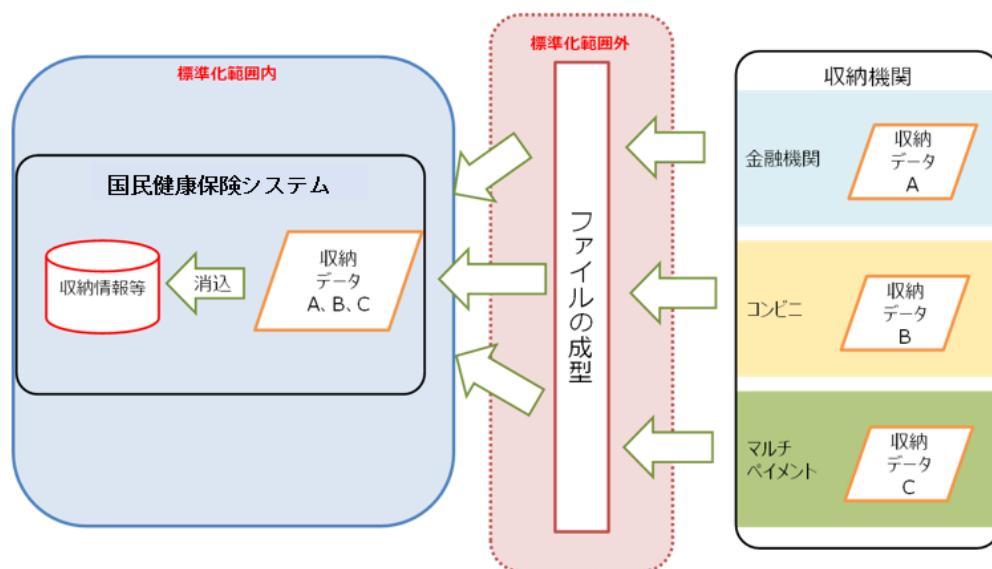 標準化範囲内
国民健康保険システム
収納情報等
消込
収納
データ
A、B、C
標準化範囲外
ファイルの成型
収納機関
金融機関
収納
データ
A
コンビニ
収納
データ
B
マルチ
ペイメント
収納
データ
C